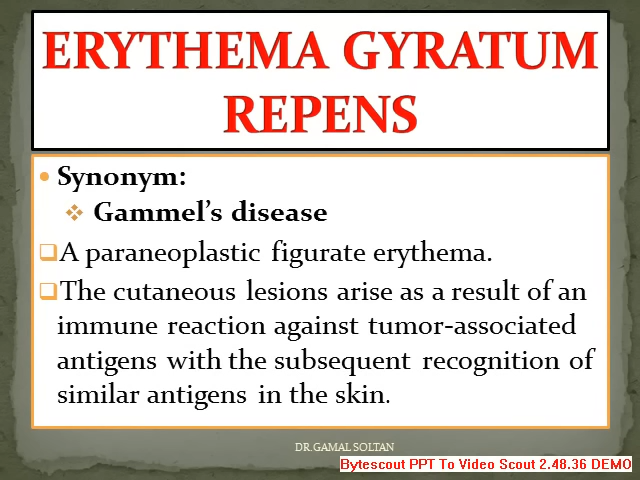 ERYTHEMA GYRATUM
REPENS
Synonym:
Gammel's disease
A paraneoplastic figurate erythema.
The cutaneous lesions arise as a result of an
immune reaction against tumor-associated
antigens with the subsequent recognition of
similar antigens in the skin.
DR.GAMAL SOLTAN
Bytescout PPT To Video Scout 2.48.36 DEMO